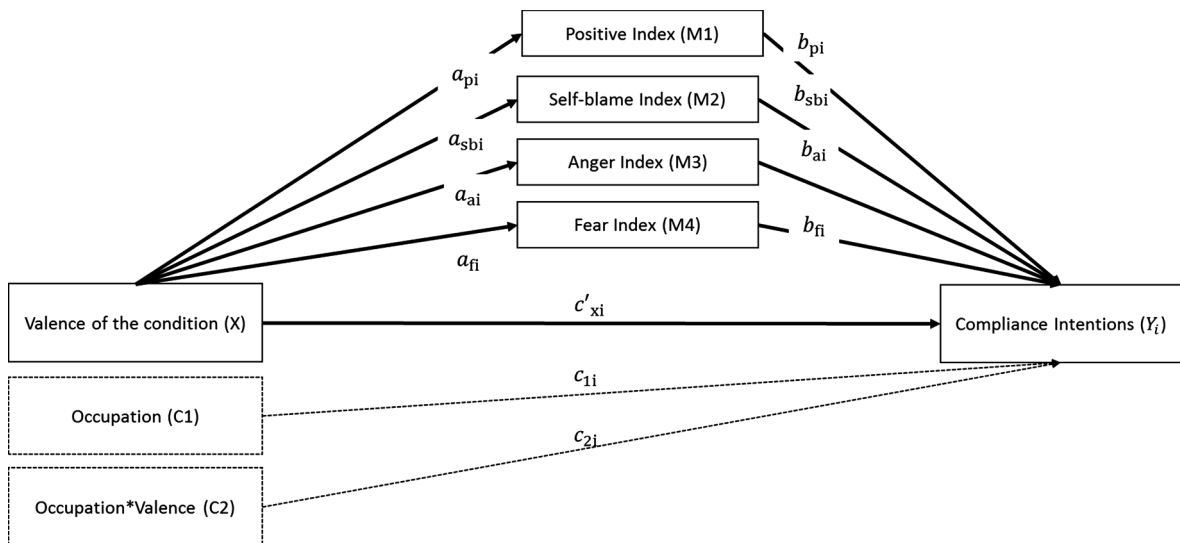 Positive Index (M1)
Self-blame Index (M2)
Anger Index (M3)
Fear Index (M4)
a_pi
a_sbi
a_ai
a_fi
b_pi
b_sbi
b_ai
b_fi
Valence of the condition (X)
c′_xi
Compliance Intentions (Y_i)
Occupation (C1)
c_1i
Occupation*Valence (C2)
c_2i